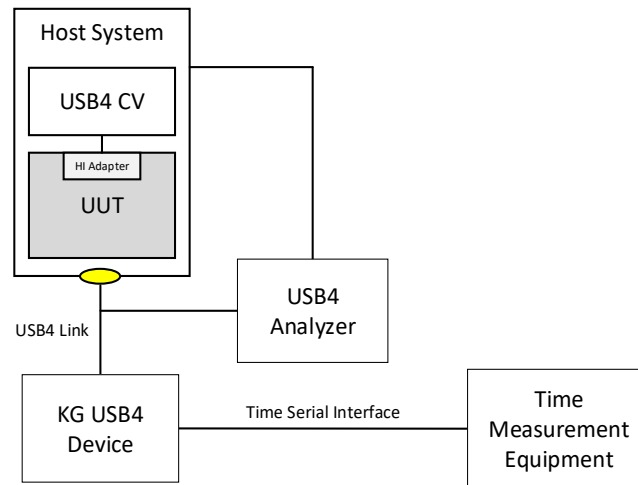 Host System
USB4 CV
HI Adapter
UUT
USB4 Link
USB4
Analyzer
KG USB4
Device
Time Serial Interface
Time
Measurement
Equipment